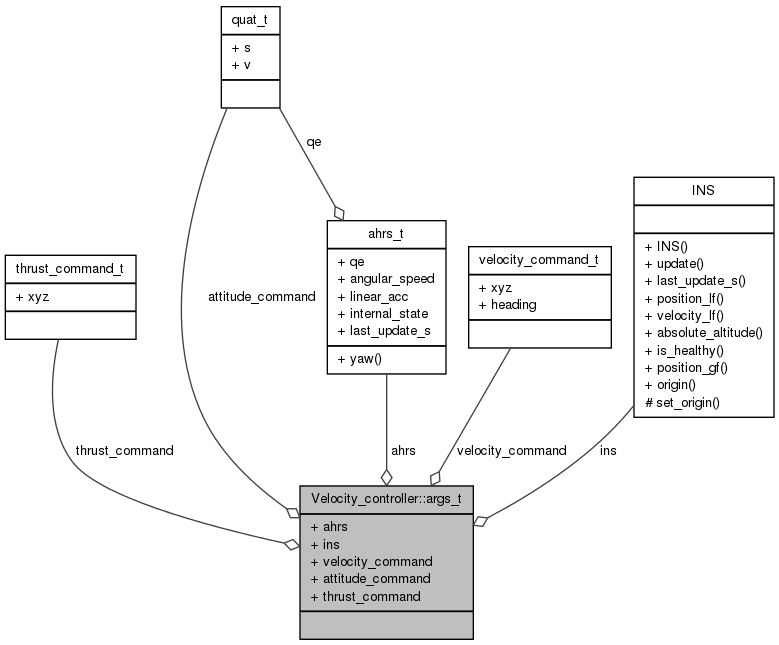 quat_t
+ s
+ v
qe
INS
+ INS()
+ update()
+ last_update_s()
+ position_lf()
+ velocity_lf()
+ absolute_altitude()
+ is_healthy()
+ position_gf()
+ origin()
# set_origin()
ahrs_t
+ qe
+ angular_speed
+ linear_acc
+ internal_state
+ last_update_s
+ yaw()
velocity_command_t
+ xyz
+ heading
thrust_command_t
+ xyz
attitude_command
thrust_command
ahrs
velocity_command
ins
Velocity_controller::args_t
+ ahrs
+ ins
+ velocity_command
+ attitude_command
+ thrust_command